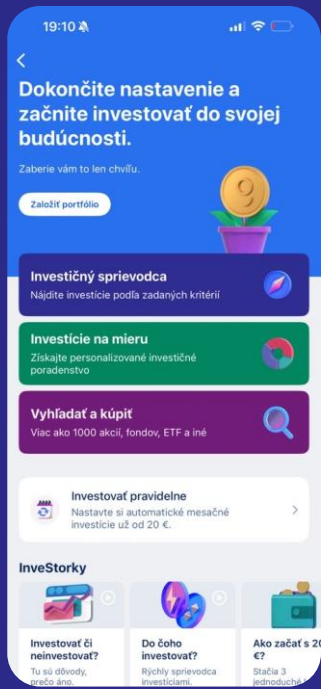 19:10
Dokončite nastavenie a
začnite investovať do svojej
budúcnosti.
Zaberie vám to len chvíľu.
Založiť portfólio
Investičný sprievodca
Nájdite investície podľa zadaných kritérií
Investície na mieru
Získajte personalizované investičné
poradenstvo
Vyhľadať a kúpiť
Viac ako 1000 akcií, fondov, ETF a iné
Investovať pravidelne
Nastavte si automatické mesačné
investície už od 20 €.
InveStorky
Investovať či
neinvestovať?
Tu sú dôvody,
prečo áno.
Do čoho
investovať?
Rýchly sprievodca
investíciami.
Ako začať s 20
€?
Stačia 3
jednoduché